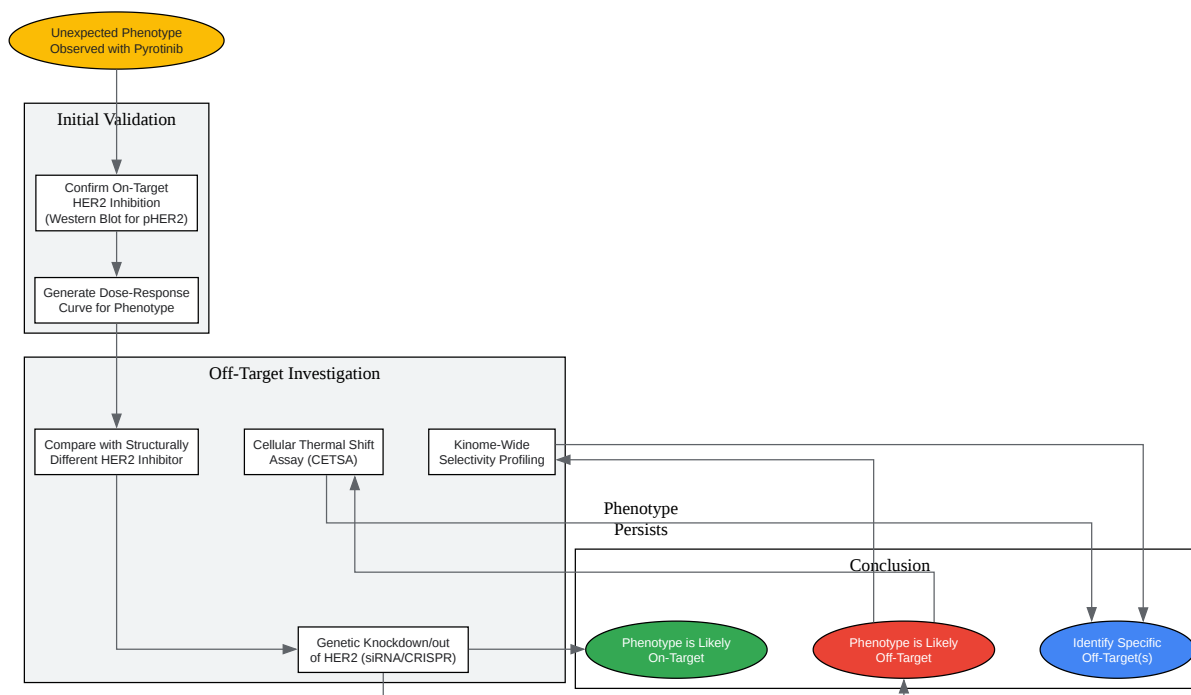 Unexpected Phenotype
Observed with Pyrotinib
Initial Validation
Confirm On-Target
HER2 Inhibition
(Western Blot for pHER2)
Generate Dose-Response
Curve for Phenotype
Off-Target Investigation
Compare with Structurally
Different HER2 Inhibitor
Cellular Thermal Shift
Assay (CETSA)
Kinome-Wide
Selectivity Profiling
Phenotype
Persists
Conclusion
Genetic Knockdown/out
of HER2 (siRNA/CRISPR)
Phenotype is Likely
On-Target
Phenotype is Likely
Off-Target
Identify Specific
Off-Target(s)